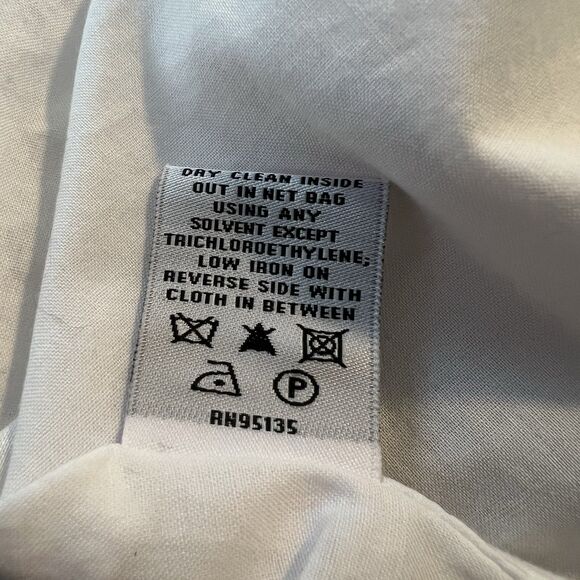 DRY CLEAN INSIDE
OUT IN NET BAG
USING ANY
SOLVENT EXCEPT
TRICHLOROETHYLENE;
LOW IRON ON
REVERSE SIDE WITH
CLOTH IN BETWEEN
P
RN95135